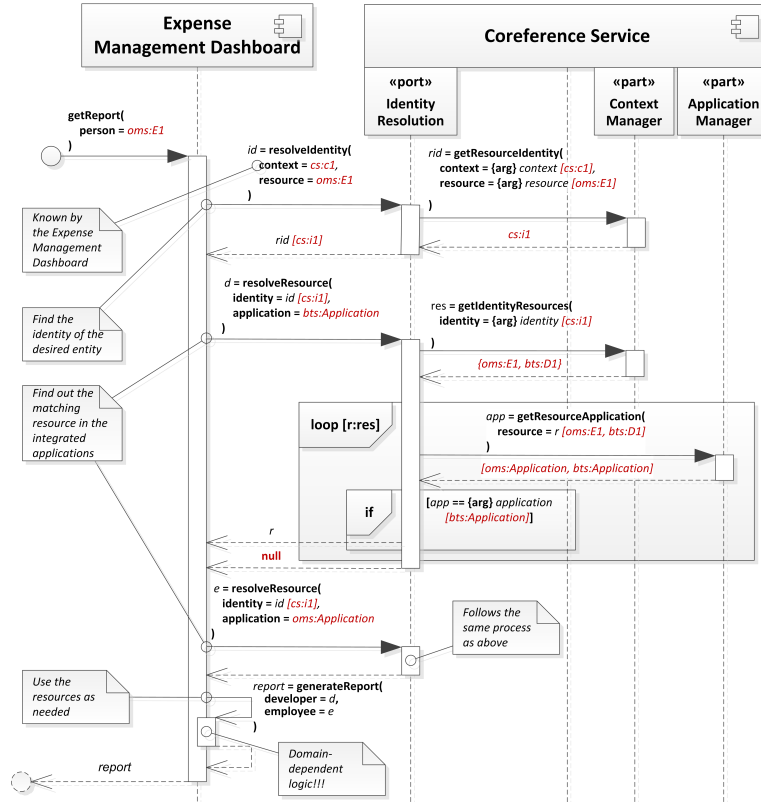 Expense
Management Dashboard
Coreference Service
«port»
Identity
Resolution
«part»
Context
Manager
«part»
Application
Manager
getReport(
person = oms:E1
)
id = resolveIdentity(
context = cs:c1,
resource = oms:E1
)
rid = getResourceIdentity(
context = {arg} context [cs:c1],
resource = {arg} resource [oms:E1]
)
Known by
the Expense
Management
Dashboard
rid [cs:i1]
cs:i1
d = resolveResource(
identity = id [cs:i1],
application = bts:Application
)
res = getIdentityResources(
identity = {arg} identity [cs:i1]
)
Find the
identity of the
desired entity
{oms:E1, bts:D1}
Find out the
matching
resource in the
integrated
applications
loop [r:res]
app = getResourceApplication(
resource = r [oms:E1, bts:D1]
)
[oms:Application, bts:Application]
if
[app == {arg} application
[bts:Application]]
r
null
e = resolveResource(
identity = id [cs:i1],
application = oms:Application
)
Follows the
same process
as above
Use the
resources as
needed
report = generateReport(
developer = d,
employee = e
)
Domain-
dependent
logic!!!
report